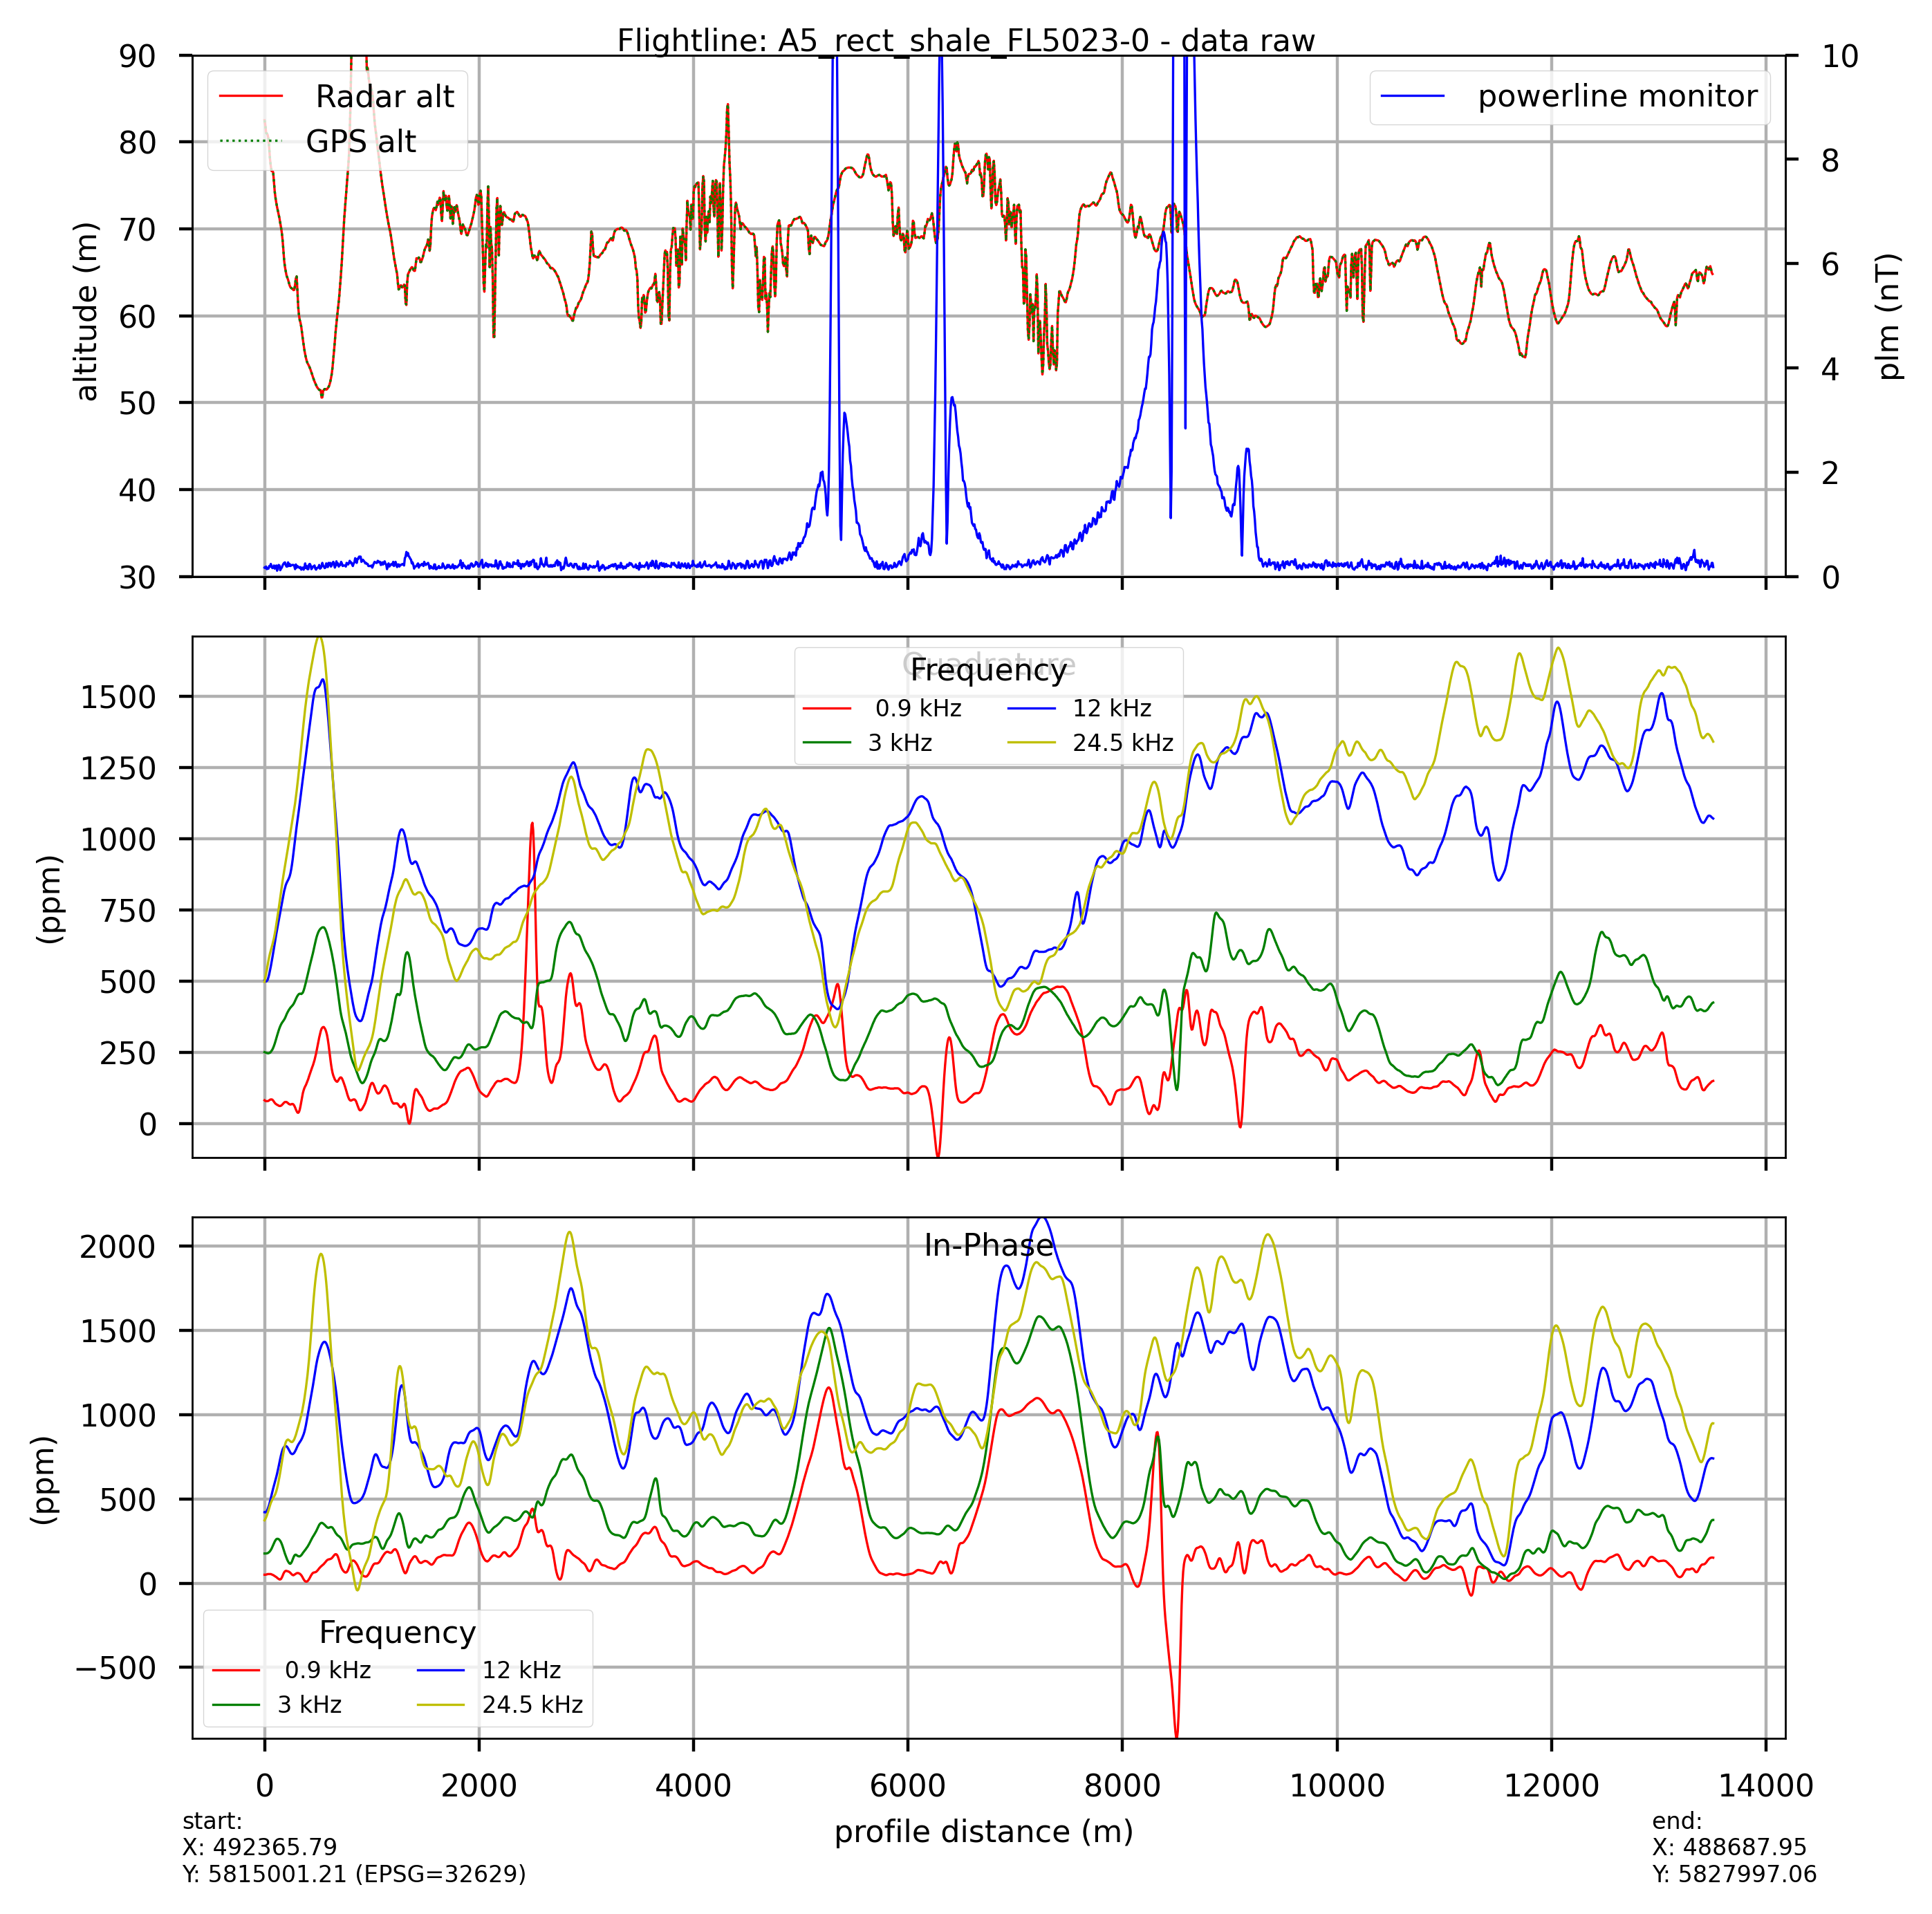 Flightline: A5_rect_shale_FL5023-0 - data raw
90
80
70
60
50
40
30
altitude (m)
Radar alt
GPS alt
powerline monitor
10
8
6
4
2
0
plm (nT)
Quadrature
Frequency
0.9 kHz
3 kHz
12 kHz
24.5 kHz
1500
1250
1000
750
500
250
0
(ppm)
In-Phase
2000
1500
1000
500
0
−500
(ppm)
Frequency
0.9 kHz
3 kHz
12 kHz
24.5 kHz
0 2000 4000 6000 8000 10000 12000 14000
profile distance (m)
start:
X: 492365.79
Y: 5815001.21 (EPSG=32629)
end:
X: 488687.95
Y: 5827997.06